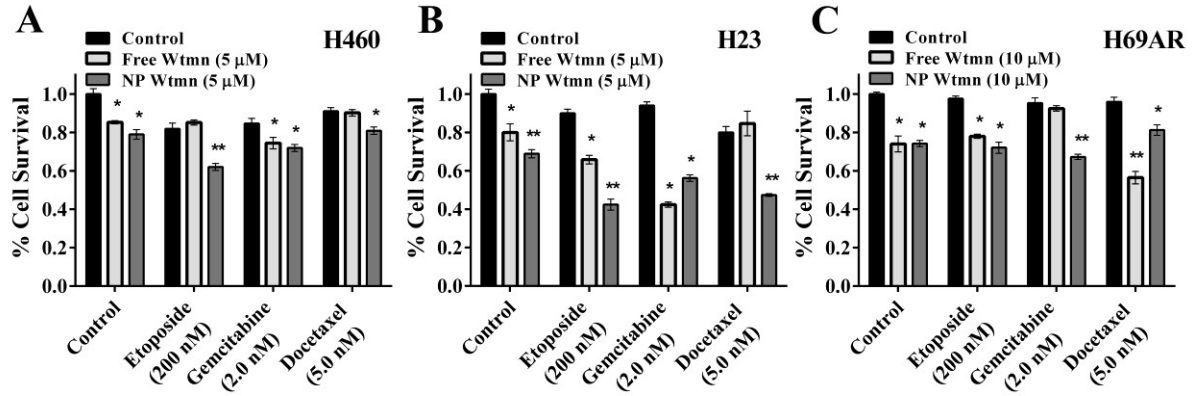 A
H460
Control
Free Wtmn (5 μM)
NP Wtmn (5 μM)
% Cell Survival
1.0
0.8
0.6
0.4
0.2
0.0
* * ** * * *
Control
Etoposide
(200 nM)
Gemcitabine
(2.0 nM)
Docetaxel
(5.0 nM)
B
H23
Control
Free Wtmn (5 μM)
NP Wtmn (5 μM)
% Cell Survival
1.0
0.8
0.6
0.4
0.2
0.0
* ** * ** * * **
Control
Etoposide
(200 nM)
Gemcitabine
(2.0 nM)
Docetaxel
(5.0 nM)
C
H69AR
Control
Free Wtmn (10 μM)
NP Wtmn (10 μM)
% Cell Survival
1.0
0.8
0.6
0.4
0.2
0.0
* * * * ** ** *
Control
Etoposide
(200 nM)
Gemcitabine
(2.0 nM)
Docetaxel
(5.0 nM)